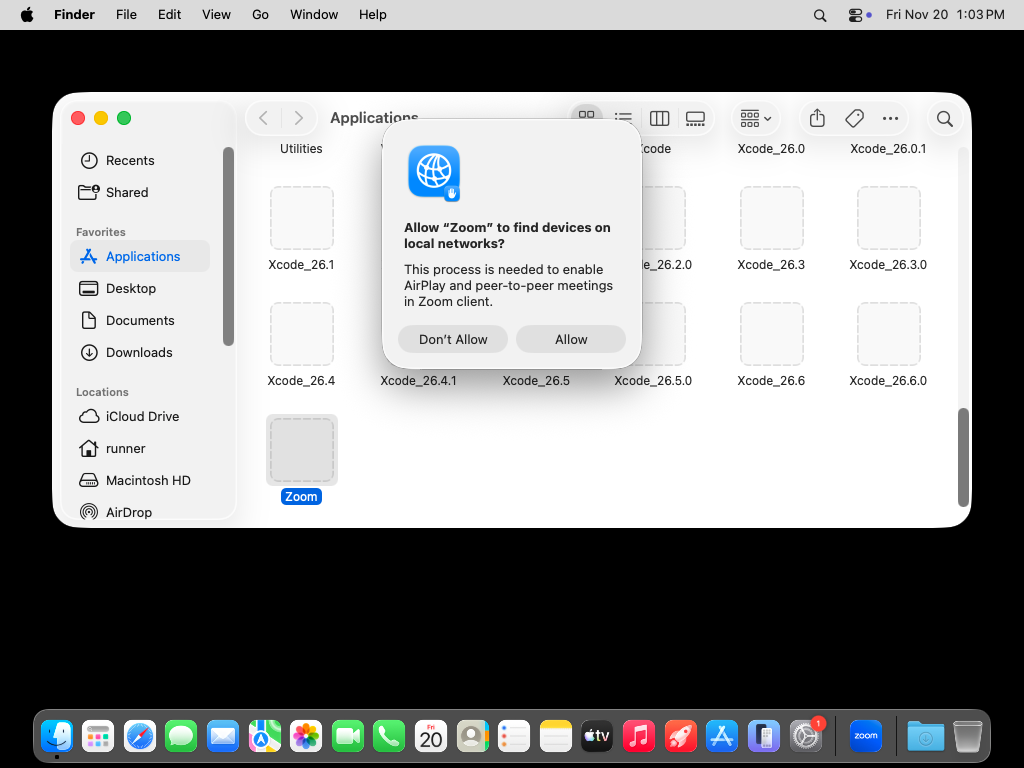 Finder File Edit View Go Window Help Fri Nov 20 1:03 PM
Applications
Recents
Shared
Favorites
Applications
Desktop
Documents
Downloads
Locations
iCloud Drive
runner
Macintosh HD
AirDrop
Utilities Xcode_26.0 Xcode_26.0.1
Xcode_26.1 Xcode_26.3 Xcode_26.3.0
Xcode_26.4 Xcode_26.4.1 Xcode_26.5 Xcode_26.5.0 Xcode_26.6 Xcode_26.6.0
Zoom
Allow “Zoom” to find devices on
local networks?
This process is needed to enable
AirPlay and peer-to-peer meetings
in Zoom client.
Don’t Allow Allow
Fri
20
tv
1
zoom